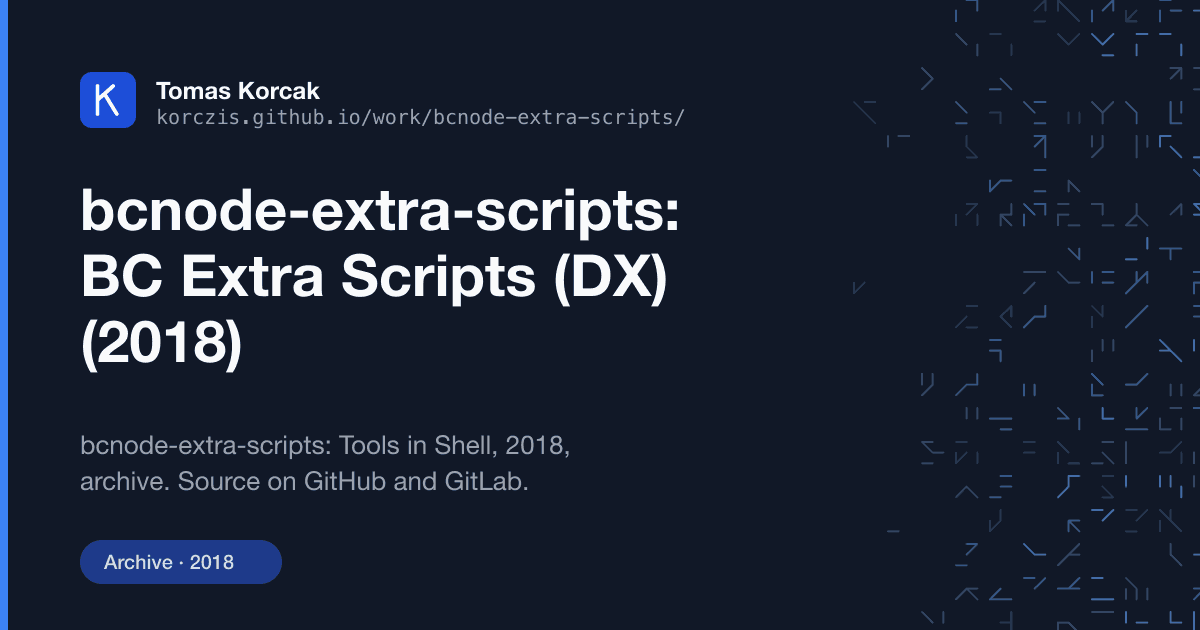 K
Tomas Korcak
korczis.github.io/work/bcnode-extra-scripts/
bcnode-extra-scripts:
BC Extra Scripts (DX)
(2018)
bcnode-extra-scripts: Tools in Shell, 2018,
archive. Source on GitHub and GitLab.
Archive · 2018